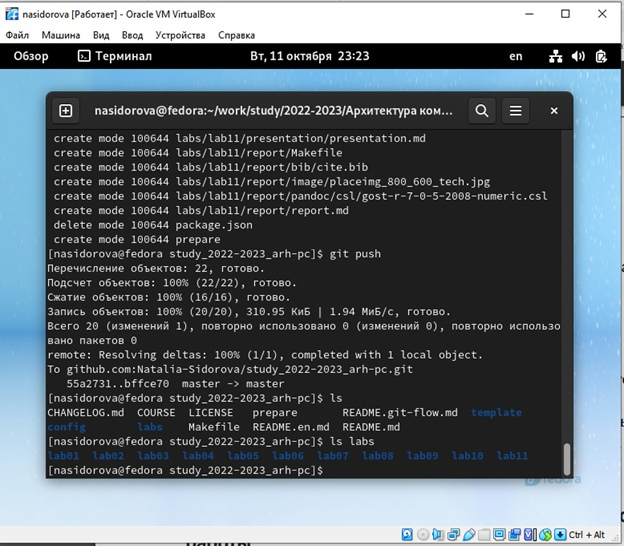 nasidorova [Работает] - Oracle VM VirtualBox
Файл Машина Вид Ввод Устройства Справка
Обзор Терминал Вт, 11 октября 23:23 en
nasidorova@fedora:~/work/study/2022-2023/Архитектура ком...
create mode 100644 labs/lab11/presentation/presentation.md
create mode 100644 labs/lab11/report/Makefile
create mode 100644 labs/lab11/report/bib/cite.bib
create mode 100644 labs/lab11/report/image/placeimg_800_600_tech.jpg
create mode 100644 labs/lab11/report/pandoc/csl/gost-r-7-0-5-2008-numeric.csl
create mode 100644 labs/lab11/report/report.md
delete mode 100644 package.json
create mode 100644 prepare
[nasidorova@fedora study_2022-2023_arh-pc]$ git push
Перечисление объектов: 22, готово.
Подсчет объектов: 100% (22/22), готово.
Сжатие объектов: 100% (16/16), готово.
Запись объектов: 100% (20/20), 310.95 КиБ | 1.94 МиБ/с, готово.
Всего 20 (изменений 1), повторно использовано 0 (изменений 0), повторно использо
вано пакетов 0
remote: Resolving deltas: 100% (1/1), completed with 1 local object.
To github.com:Natalia-Sidorova/study_2022-2023_arh-pc.git
55a2731..bffce70 master -> master
[nasidorova@fedora study_2022-2023_arh-pc]$ ls
CHANGELOG.md COURSE LICENSE prepare README.git-flow.md template
config labs Makefile README.en.md README.md
[nasidorova@fedora study_2022-2023_arh-pc]$ ls labs
lab01 lab02 lab03 lab04 lab05 lab06 lab07 lab08 lab09 lab10 lab11
[nasidorova@fedora study_2022-2023_arh-pc]$
fedora
Ctrl + Alt